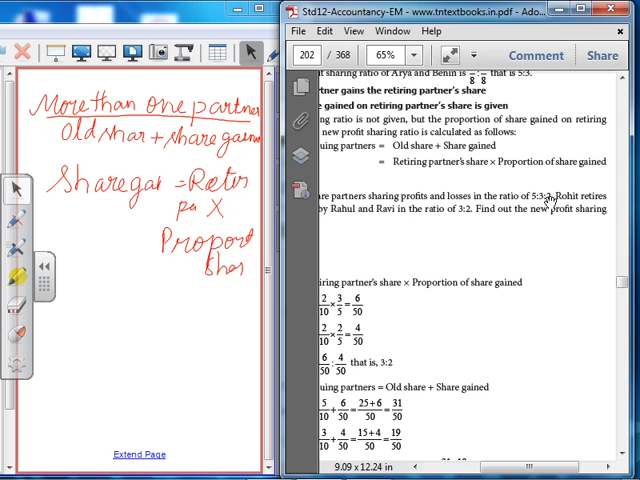 Std12-Accountancy-EM - www.tntextbooks.in.pdf - Ado...
File Edit View Window Help
202 / 368 65% Comment Share
More than one partner
Old shar + share gained
Share gai = Retir
pa X
Proport
shar
Extend Page
t sharing ratio of Arya and Benin is 7/8 : 7/8 that is 5:3.
rtner gains the retiring partner's share
e gained on retiring partner's share is given
ring ratio is not given, but the proportion of share gained on retiring
new profit sharing ratio is calculated as follows:
uing partners = Old share + Share gained
= Retiring partner's share × Proportion of share gained
are partners sharing profits and losses in the ratio of 5:3:2. Rohit retires
by Rahul and Ravi in the ratio of 3:2. Find out the new profit sharing
iring partner's share × Proportion of share gained
2/10 × 3/5 = 6/50
2/10 × 2/5 = 4/50
6/50 : 4/50 that is, 3:2
uing partners = Old share + Share gained
5/10 + 6/50 = 25+6/50 = 31/50
3/10 + 4/50 = 15+4/50 = 19/50
9.09 x 12.24 in